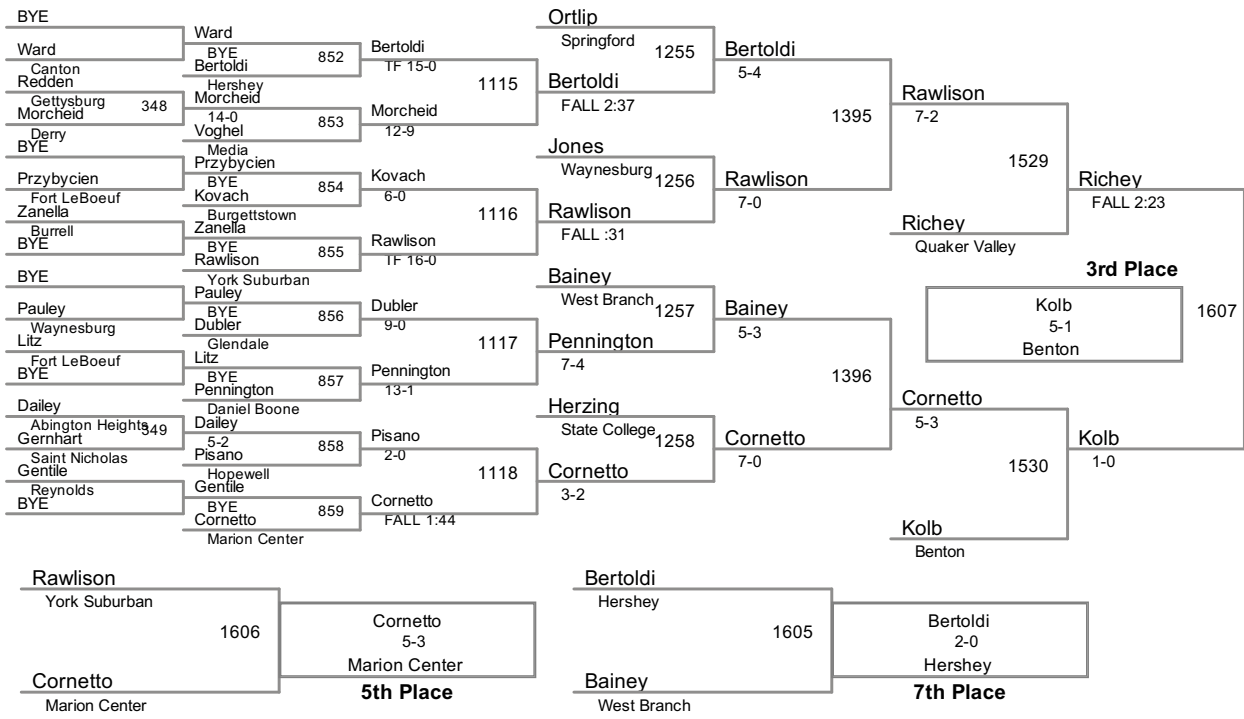 BYE
Ward
Canton
Redden
Gettysburg 348
Morcheid
Derry
BYE
Przybycien
Fort LeBoeuf
Zanella
Burrell
BYE
BYE
Pauley
Waynesburg
Litz
Fort LeBoeuf
BYE
Dailey
Abington Heights 349
Gernhart
Saint Nicholas
Gentile
Reynolds
BYE
Ward
BYE 852
Bertoldi
Hershey
Morcheid
14-0 853
Voghel
Media
Przybycien
BYE 854
Kovach
Burgettstown
Zanella
BYE 855
Rawlison
York Suburban
Pauley
BYE 856
Dubler
Glendale
Litz
BYE 857
Pennington
Daniel Boone
Dailey
5-2 858
Pisano
Hopewell
Gentile
BYE 859
Cornetto
Marion Center
Bertoldi
TF 15-0
1115
Morcheid
12-9
Kovach
6-0
1116
Rawlison
TF 16-0
Dubler
9-0
1117
Pennington
13-1
Pisano
2-0
1118
Cornetto
FALL 1:44
Ortlip
Springford 1255
Bertoldi
FALL 2:37
Jones
Waynesburg 1256
Rawlison
FALL :31
Bainey
West Branch 1257
Pennington
7-4
Herzing
State College 1258
Cornetto
3-2
Bertoldi
5-4
1395
Rawlison
7-0
Bainey
5-3
1396
Cornetto
7-0
Rawlison
7-2
1529
Richey
Quaker Valley
Cornetto
5-3
1530
Kolb
Benton
Richey
FALL 2:23
3rd Place
Kolb
5-1
Benton
1607
Kolb
1-0
Rawlison
York Suburban
1606
Cornetto
Marion Center
Cornetto
5-3
Marion Center
5th Place
Bertoldi
Hershey
1605
Bainey
West Branch
Bertoldi
2-0
Hershey
7th Place